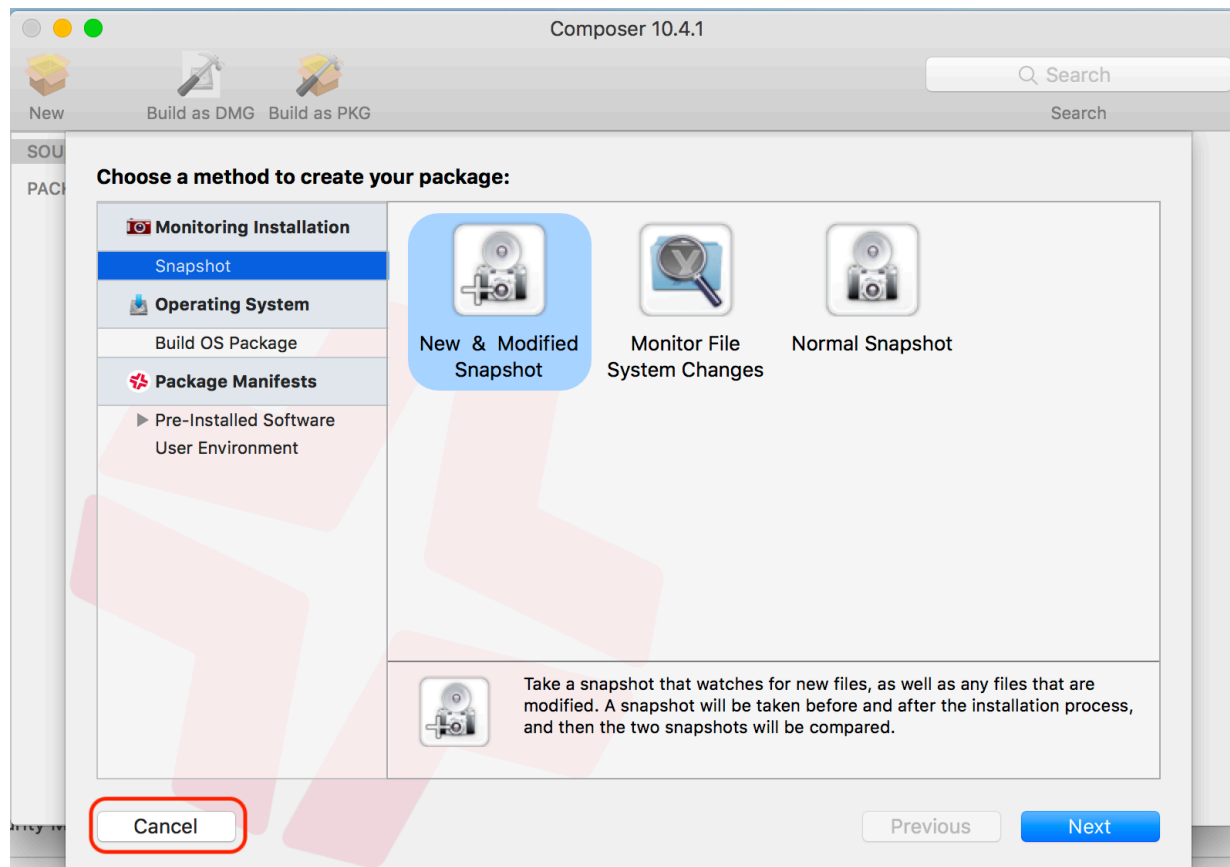 Composer 10.4.1
Search
New
Build as DMG
Build as PKG
Search
SOU
PACK
Choose a method to create your package:
Monitoring Installation
Snapshot
Operating System
Build OS Package
Package Manifests
Pre-Installed Software
User Environment
New & Modified
Snapshot
Monitor File
System Changes
Normal Snapshot
Take a snapshot that watches for new files, as well as any files that are
modified. A snapshot will be taken before and after the installation process,
and then the two snapshots will be compared.
Cancel
Previous
Next